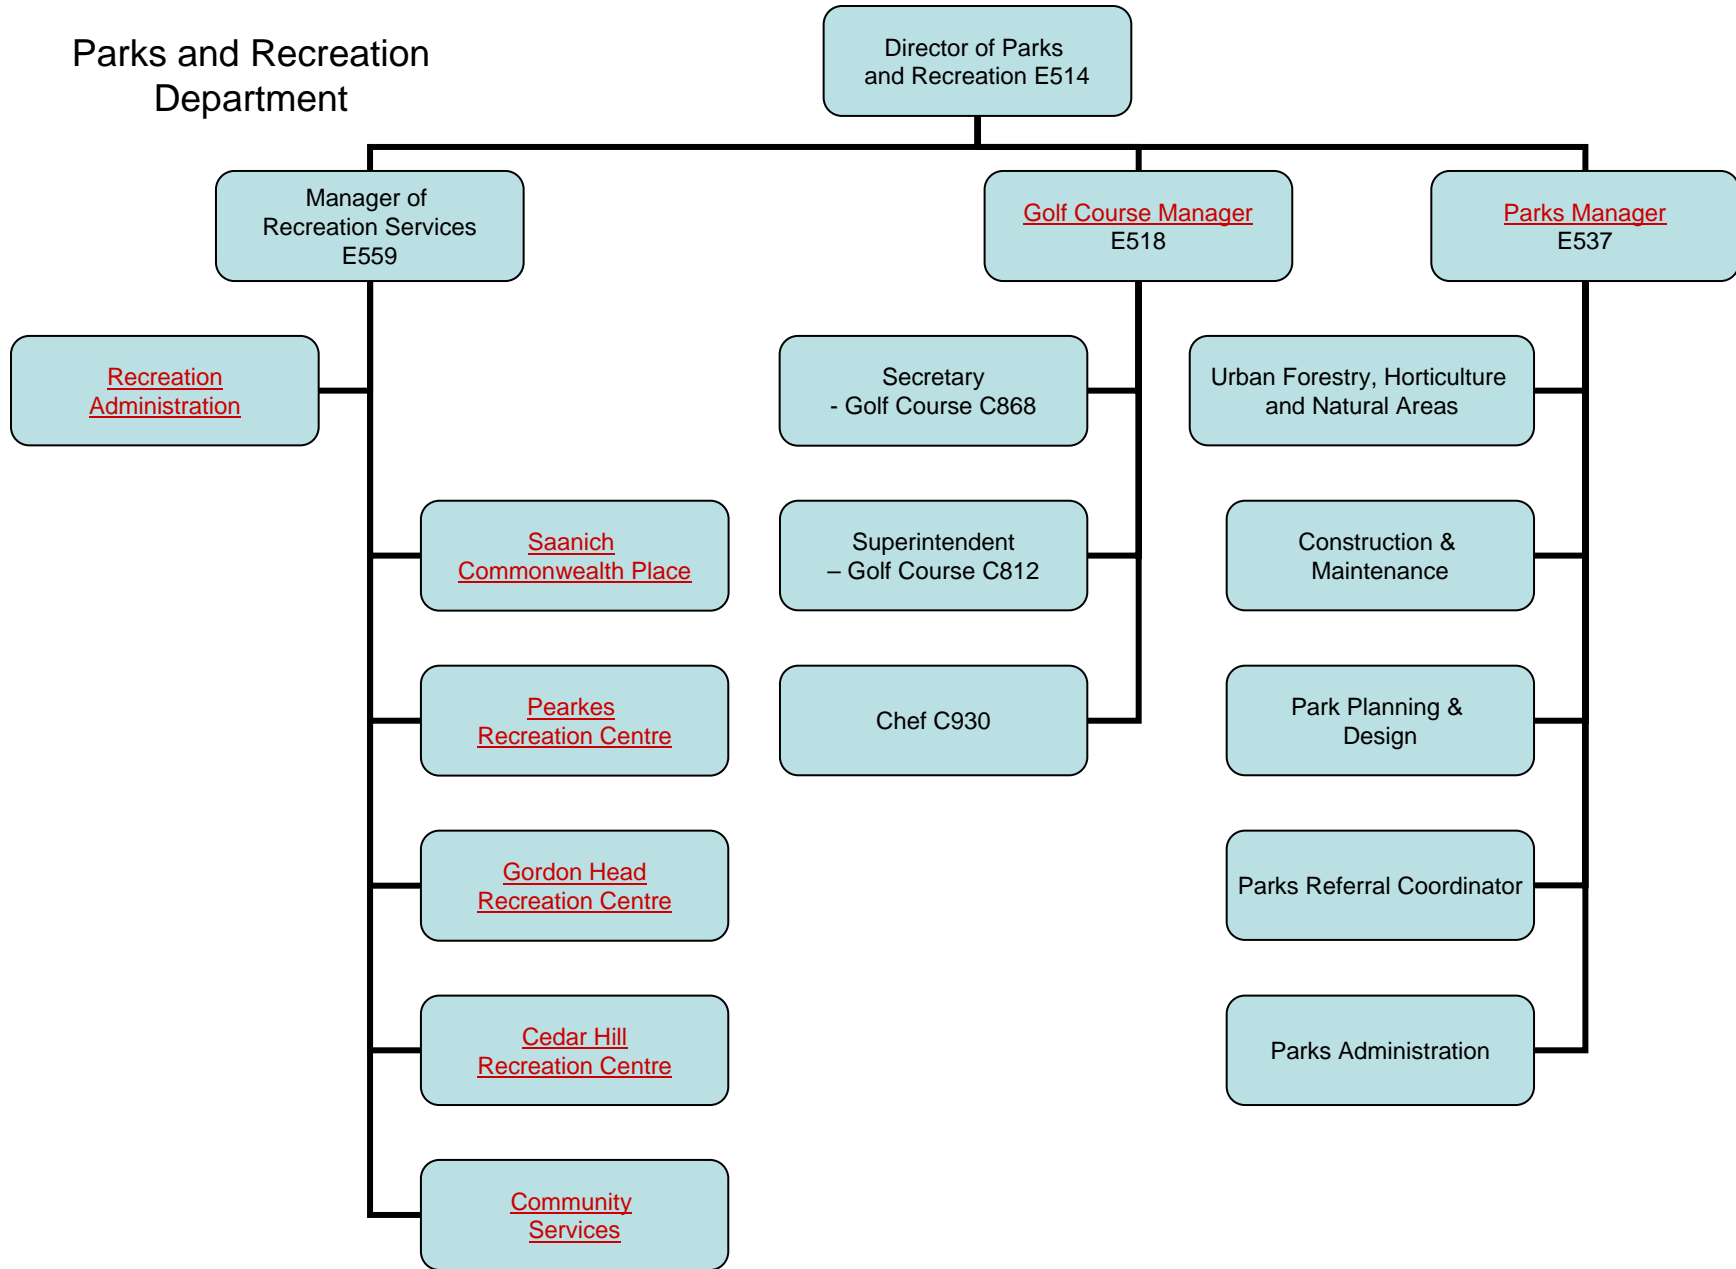 Parks and Recreation
Department
Director of Parks
and Recreation E514
Manager of
Recreation Services
E559
Golf Course Manager
E518
Parks Manager
E537
Recreation
Administration
Saanich
Commonwealth Place
Pearkes
Recreation Centre
Gordon Head
Recreation Centre
Cedar Hill
Recreation Centre
Community
Services
Secretary
- Golf Course C868
Superintendent
– Golf Course C812
Chef C930
Urban Forestry, Horticulture
and Natural Areas
Construction &
Maintenance
Park Planning &
Design
Parks Referral Coordinator
Parks Administration